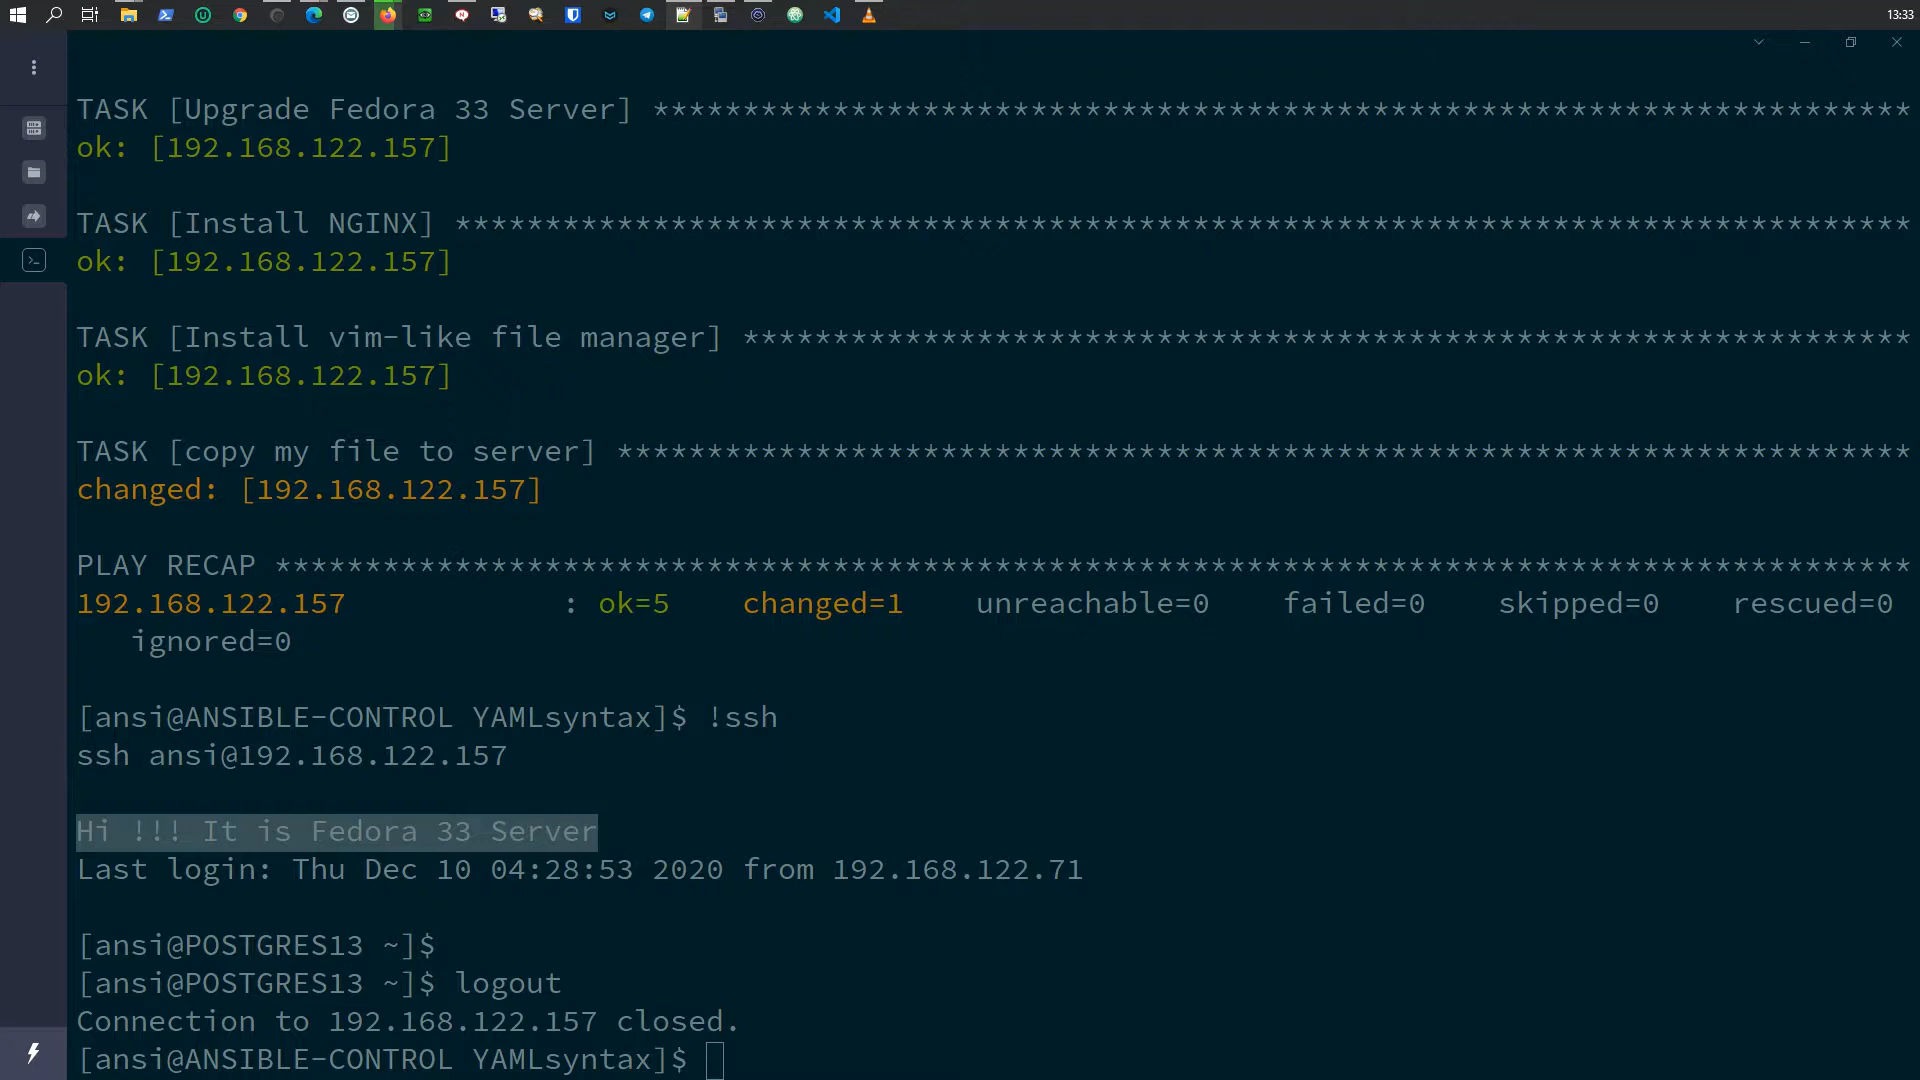 13:33
TASK [Upgrade Fedora 33 Server] **********************************************************************
ok: [192.168.122.157]
TASK [Install NGINX] *********************************************************************************
ok: [192.168.122.157]
TASK [Install vim-like file manager] *****************************************************************
ok: [192.168.122.157]
TASK [copy my file to server] ************************************************************************
changed: [192.168.122.157]
PLAY RECAP *******************************************************************************************
192.168.122.157            : ok=5    changed=1    unreachable=0    failed=0    skipped=0    rescued=0
   ignored=0
[ansi@ANSIBLE-CONTROL YAMLsyntax]$ !ssh
ssh ansi@192.168.122.157
Hi !!! It is Fedora 33 Server
Last login: Thu Dec 10 04:28:53 2020 from 192.168.122.71
[ansi@POSTGRES13 ~]$
[ansi@POSTGRES13 ~]$ logout
Connection to 192.168.122.157 closed.
[ansi@ANSIBLE-CONTROL YAMLsyntax]$